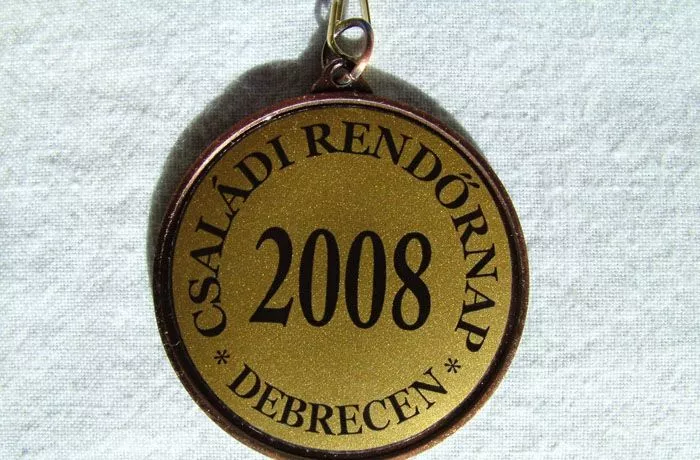 CSALÁDI RENDŐRNAP
2008
* DEBRECEN *